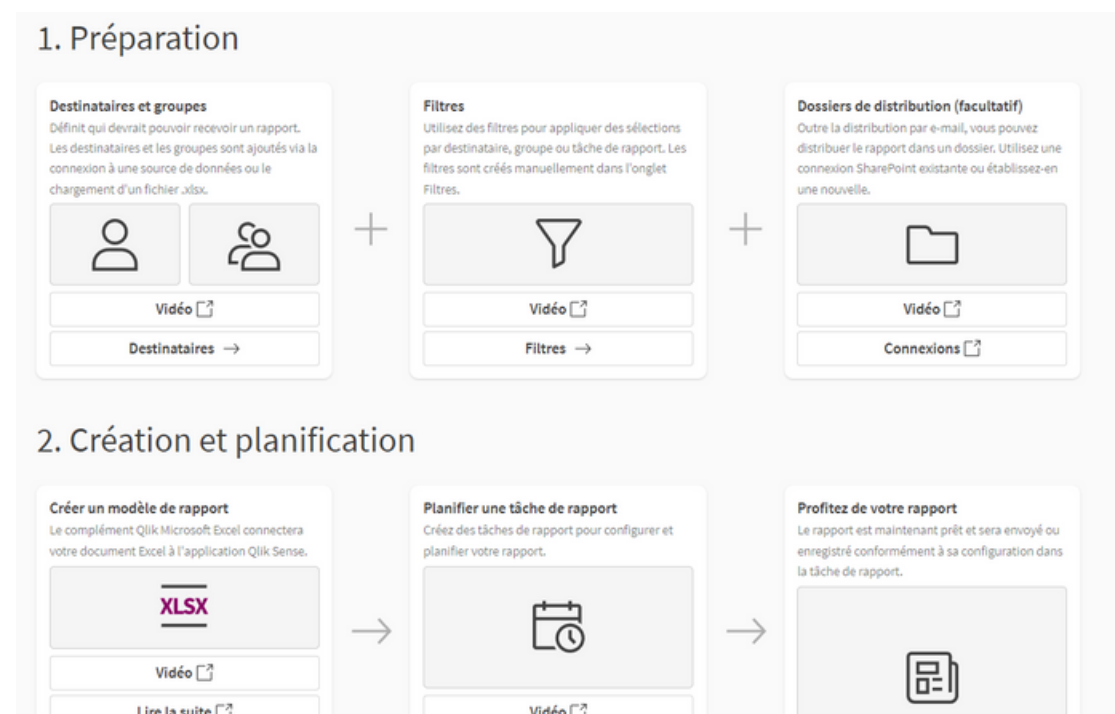 1. Préparation
Destinataires et groupes
Définit qui devrait pouvoir recevoir un rapport.
Les destinataires et les groupes sont ajoutés via la
connexion à une source de données ou le
chargement d'un fichier .xlsx.
Vidéo
Destinataires
Filtres
Utilisez des filtres pour appliquer des sélections
par destinataire, groupe ou tâche de rapport. Les
filtres sont créés manuellement dans l'onglet
Filtres.
Vidéo
Filtres
Dossiers de distribution (facultatif)
Outre la distribution par e-mail, vous pouvez
distribuer le rapport dans un dossier. Utilisez une
connexion SharePoint existante ou établissez-en
une nouvelle.
Vidéo
Connexions
2. Création et planification
Créer un modèle de rapport
Le complément Qlik Microsoft Excel connectera
votre document Excel à l'application Qlik Sense.
XLSX
Vidéo
Lire la suite
Planifier une tâche de rapport
Créez des tâches de rapport pour configurer et
planifier votre rapport.
Vidéo
Profitez de votre rapport
Le rapport est maintenant prêt et sera envoyé ou
enregistré conformément à sa configuration dans
la tâche de rapport.